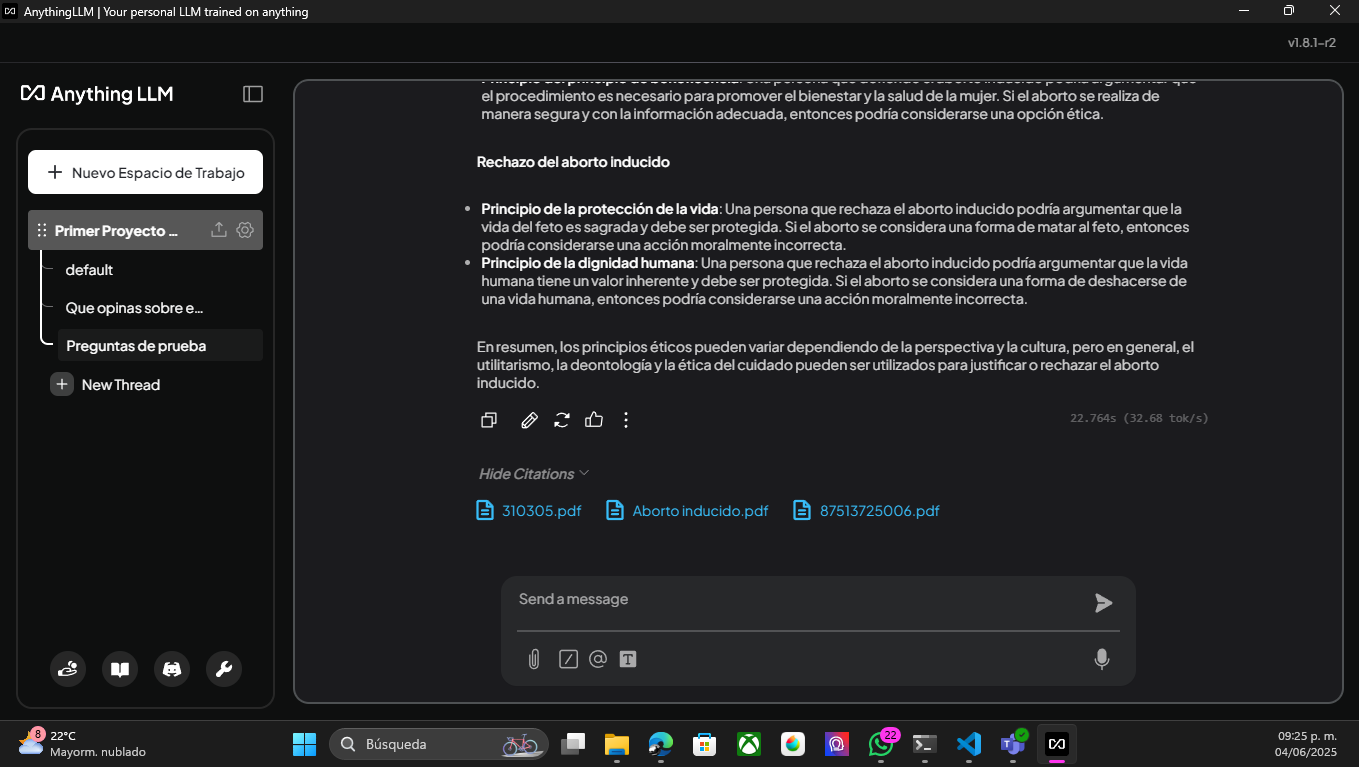 AnythingLLM | Your personal LLM trained on anything
v1.8.1-r2
Anything LLM
Nuevo Espacio de Trabajo
Primer Proyecto ...
default
Que opinas sobre e...
Preguntas de prueba
New Thread
el procedimiento es necesario para promover el bienestar y la salud de la mujer. Si el aborto se realiza de
manera segura y con la información adecuada, entonces podría considerarse una opción ética.
Rechazo del aborto inducido
• Principio de la protección de la vida: Una persona que rechaza el aborto inducido podría argumentar que la
vida del feto es sagrada y debe ser protegida. Si el aborto se considera una forma de matar al feto, entonces
podría considerarse una acción moralmente incorrecta.
• Principio de la dignidad humana: Una persona que rechaza el aborto inducido podría argumentar que la vida
humana tiene un valor inherente y debe ser protegida. Si el aborto se considera una forma de deshacerse de
una vida humana, entonces podría considerarse una acción moralmente incorrecta.
En resumen, los principios éticos pueden variar dependiendo de la perspectiva y la cultura, pero en general, el
utilitarismo, la deontología y la ética del cuidado pueden ser utilizados para justificar o rechazar el aborto
inducido.
22.764s (32.68 tok/s)
Hide Citations
310305.pdf Aborto inducido.pdf 87513725006.pdf
Send a message
8
22°C
Mayorm. nublado
Búsqueda
22
09:25 p. m.
04/06/2025